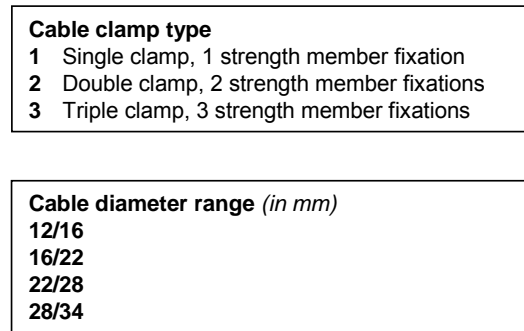 Cable clamp type
1 Single clamp, 1 strength member fixation
2 Double clamp, 2 strength member fixations
3 Triple clamp, 3 strength member fixations
Cable diameter range (in mm)
12/16
16/22
22/28
28/34